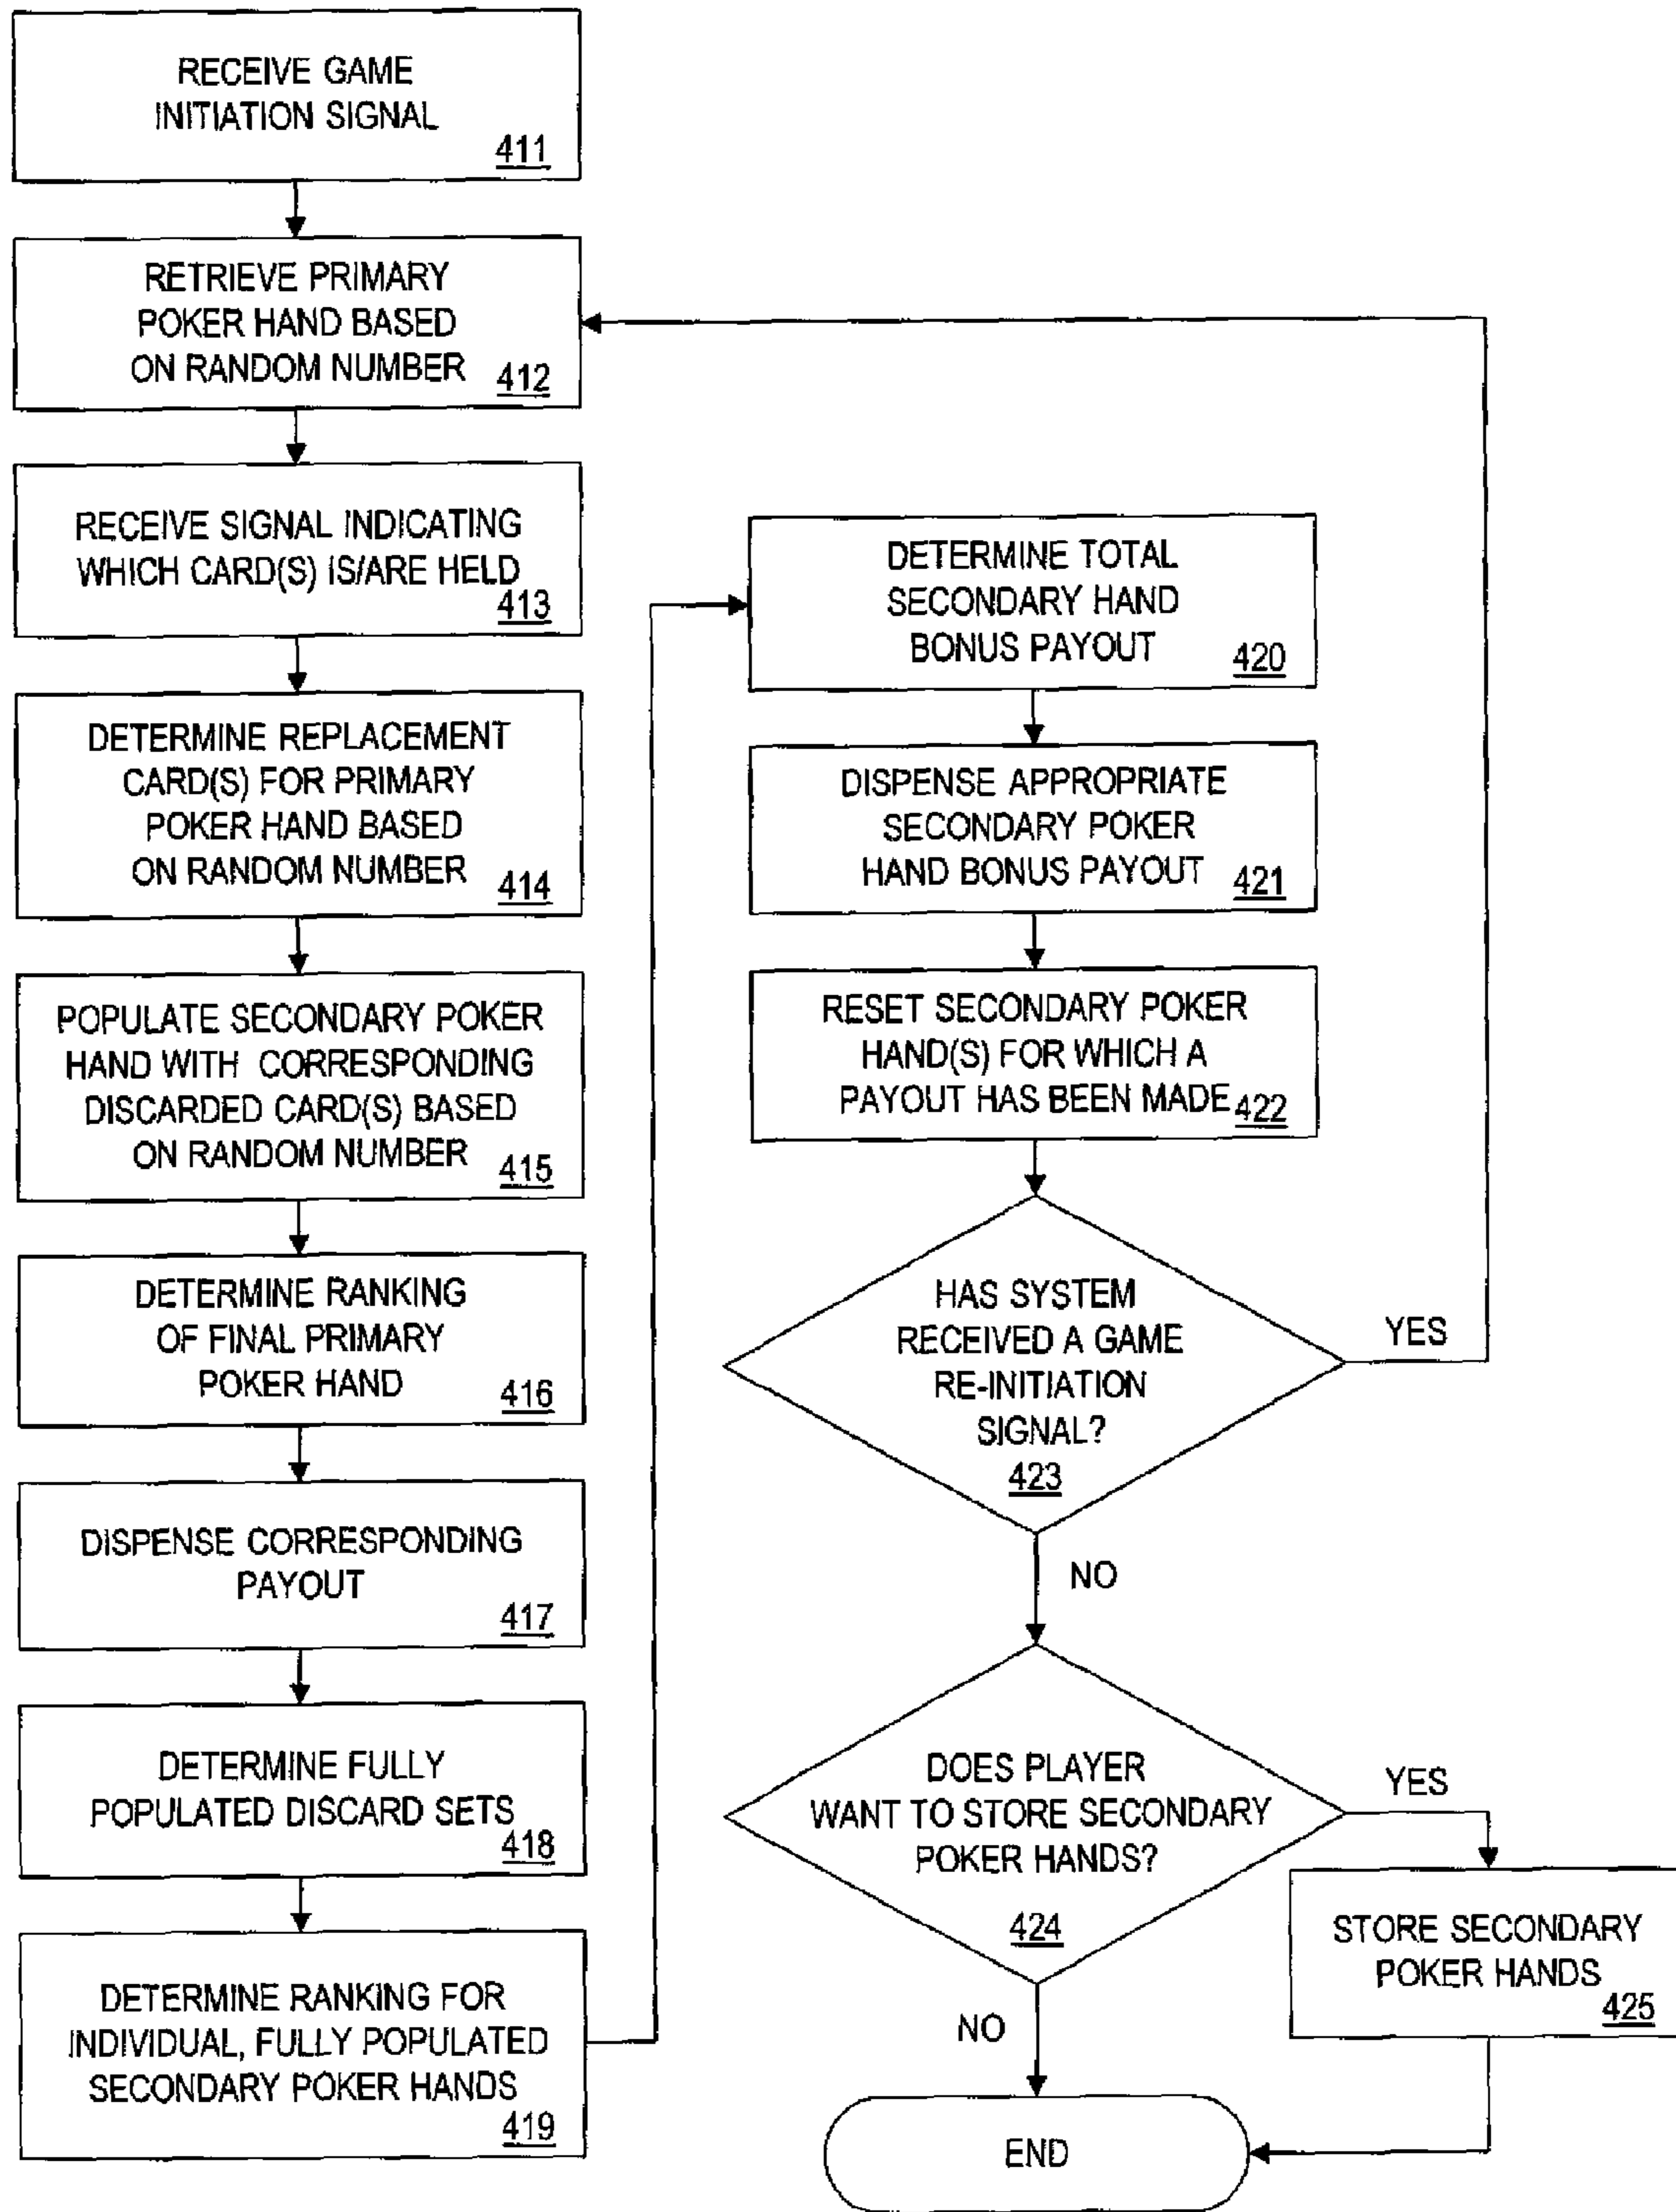 RECEIVE GAME
INITIATION SIGNAL
411
RETRIEVE PRIMARY
POKER HAND BASED
ON RANDOM NUMBER
412
RECEIVE SIGNAL INDICATING
WHICH CARD(S) IS/ARE HELD
413
DETERMINE REPLACEMENT
CARD(S) FOR PRIMARY
POKER HAND BASED
ON RANDOM NUMBER
414
POPULATE SECONDARY POKER
HAND WITH CORRESPONDING
DISCARDED CARD(S) BASED
ON RANDOM NUMBER
415
DETERMINE RANKING
OF FINAL PRIMARY
POKER HAND
416
DISPENSE CORRESPONDING
PAYOUT
417
DETERMINE FULLY
POPULATED DISCARD SETS
418
DETERMINE RANKING FOR
INDIVIDUAL, FULLY POPULATED
SECONDARY POKER HANDS
419
DETERMINE TOTAL
SECONDARY HAND
BONUS PAYOUT
420
DISPENSE APPROPRIATE
SECONDARY POKER
HAND BONUS PAYOUT
421
RESET SECONDARY POKER
HAND(S) FOR WHICH A
PAYOUT HAS BEEN MADE
422
HAS SYSTEM
RECEIVED A GAME
RE-INITIATION
SIGNAL?
423
YES
NO
DOES PLAYER
WANT TO STORE SECONDARY
POKER HANDS?
424
YES
NO
STORE SECONDARY
POKER HANDS
425
END